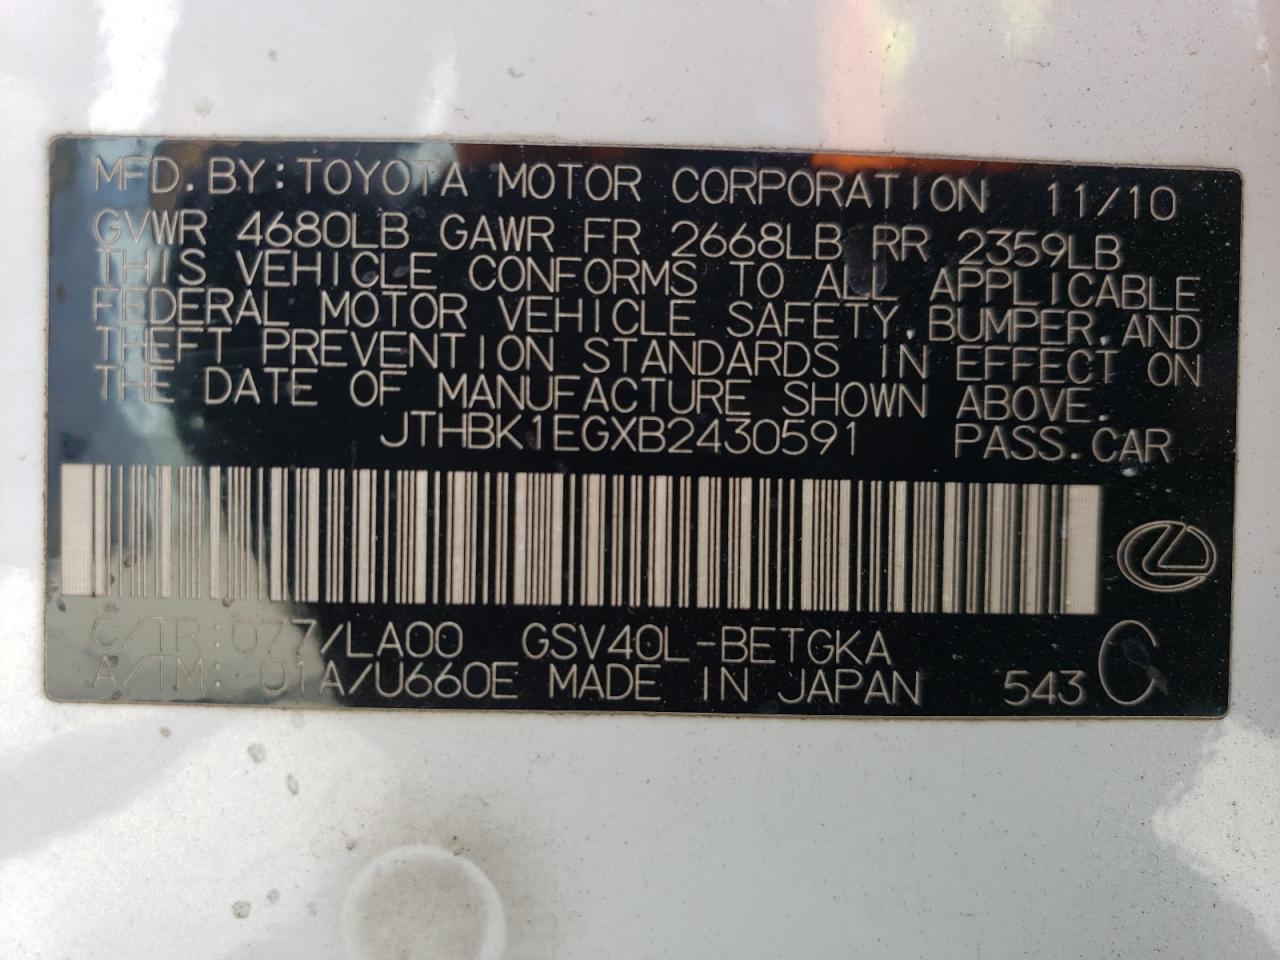 MFD.BY:TOYOTA MOTOR CORPORATION 11/10
GVWR 4680LB GAWR FR 2668LB RR 2359LB
THIS VEHICLE CONFORMS TO ALL APPLICABLE
FEDERAL MOTOR VEHICLE SAFETY,BUMPER,AND
THEFT PREVENTION STANDARDS IN EFFECT ON
THE DATE OF MANUFACTURE SHOWN ABOVE.
JTHBK1EGXB2430591 PASS.CAR
C/TR:077/LA00 GSV40L-BETGKA
A/TM:-01A/U660E MADE IN JAPAN 543 C